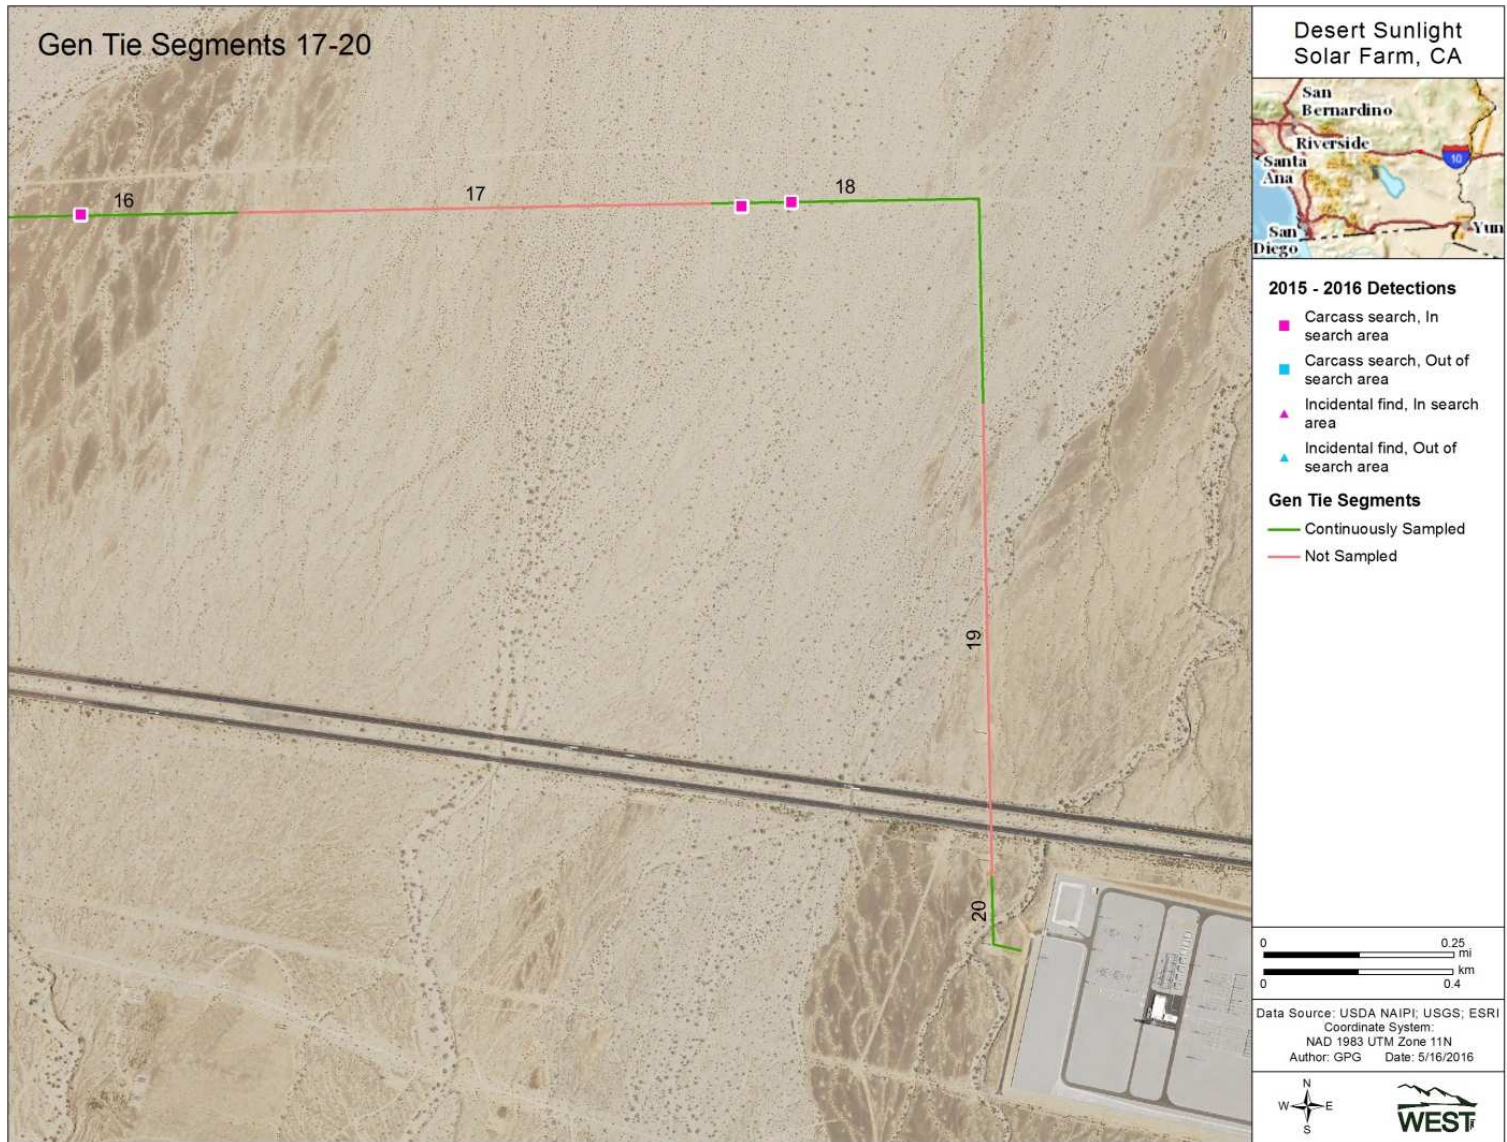 Gen Tie Segments 17-20
16
17
18
19
20
Desert Sunlight
Solar Farm, CA
San
Bernardino
Riverside
10
Santa
Ana
San
Diego
Yun
2015 - 2016 Detections
Carcass search, In
search area
Carcass search, Out of
search area
Incidental find, In search
area
Incidental find, Out of
search area
Gen Tie Segments
Continuously Sampled
Not Sampled
0 0.25
mi
km
0 0.4
Data Source: USDA NAIPI; USGS; ESRI
Coordinate System:
NAD 1983 UTM Zone 11N
Author: GPG Date: 5/16/2016
N
W E
S
WEST